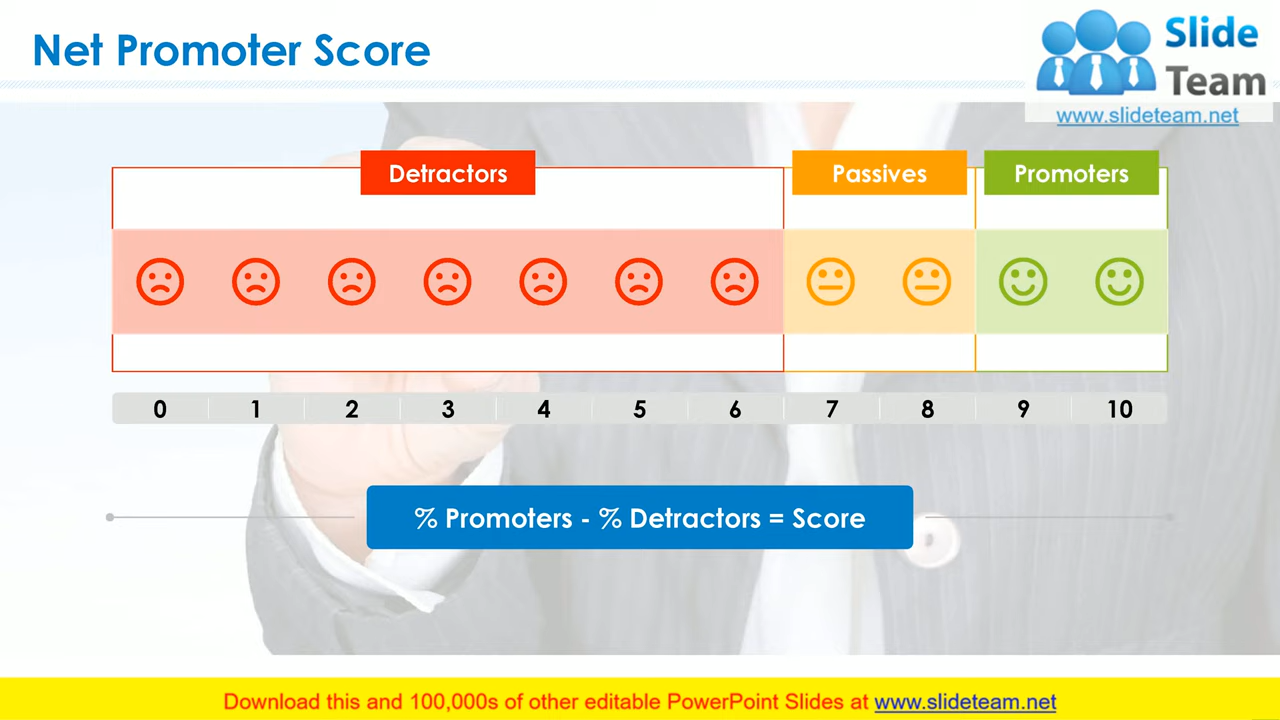 Net Promoter Score
Slide
Team
www.slideteam.net
Detractors
Passives
Promoters
0 1 2 3 4 5 6 7 8 9 10
% Promoters - % Detractors = Score
Download this and 100,000s of other editable PowerPoint Slides at www.slideteam.net